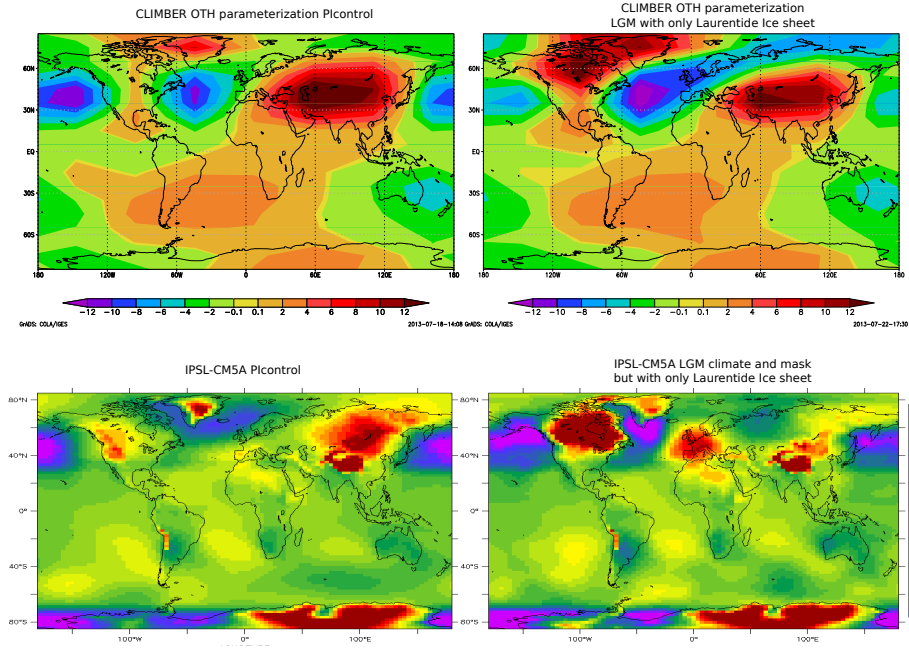 CLIMBER OTH parameterization PIcontrol
CLIMBER OTH parameterization
LGM with only Laurentide Ice sheet
60N
30N
EQ
30S
60S
180 120W 60W 0 60E 120E 180
60N
30N
EQ
30S
60S
180 120W 60W 0 60E 120E 180
-12 -10 -8 -6 -4 -2 -0.1 0.1 2 4 6 8 10 12
-12 -10 -8 -6 -4 -2 -0.1 0.1 2 4 6 8 10 12
GrADS: COLA/IGES 2013-07-18-14:08 GrADS: COLA/IGES 2013-07-22-17:30
IPSL-CM5A PIcontrol
IPSL-CM5A LGM climate and mask
but with only Laurentide Ice sheet
80°N
40°N
0°
40°S
80°S
100°W 0° 100°E
80°N
40°N
0°
40°S
80°S
100°W 0° 100°E